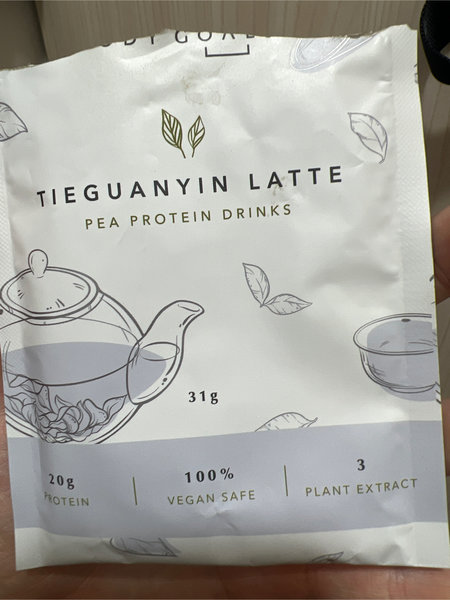 TIEGUANYIN LATTE
PEA PROTEIN DRINKS
31g
20g
PROTEIN
100%
VEGAN SAFE
3
PLANT EXTRACT